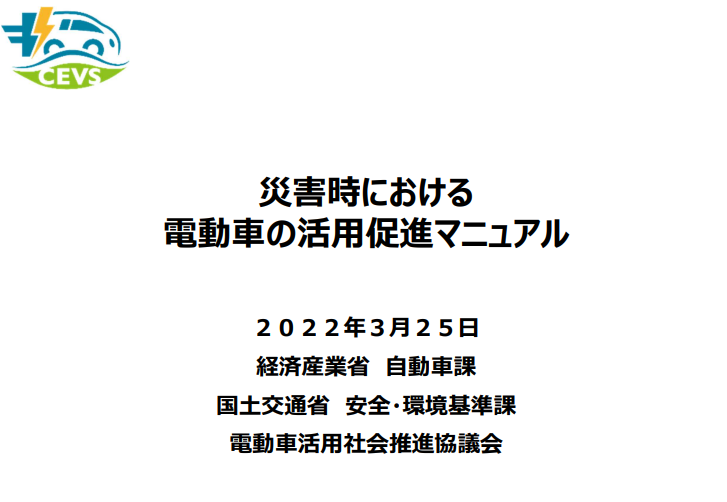 CEVS
災害時における
電動車の活用促進マニュアル
２０２２年３月２５日
経済産業省　自動車課
国土交通省　安全・環境基準課
電動車活用社会推進協議会